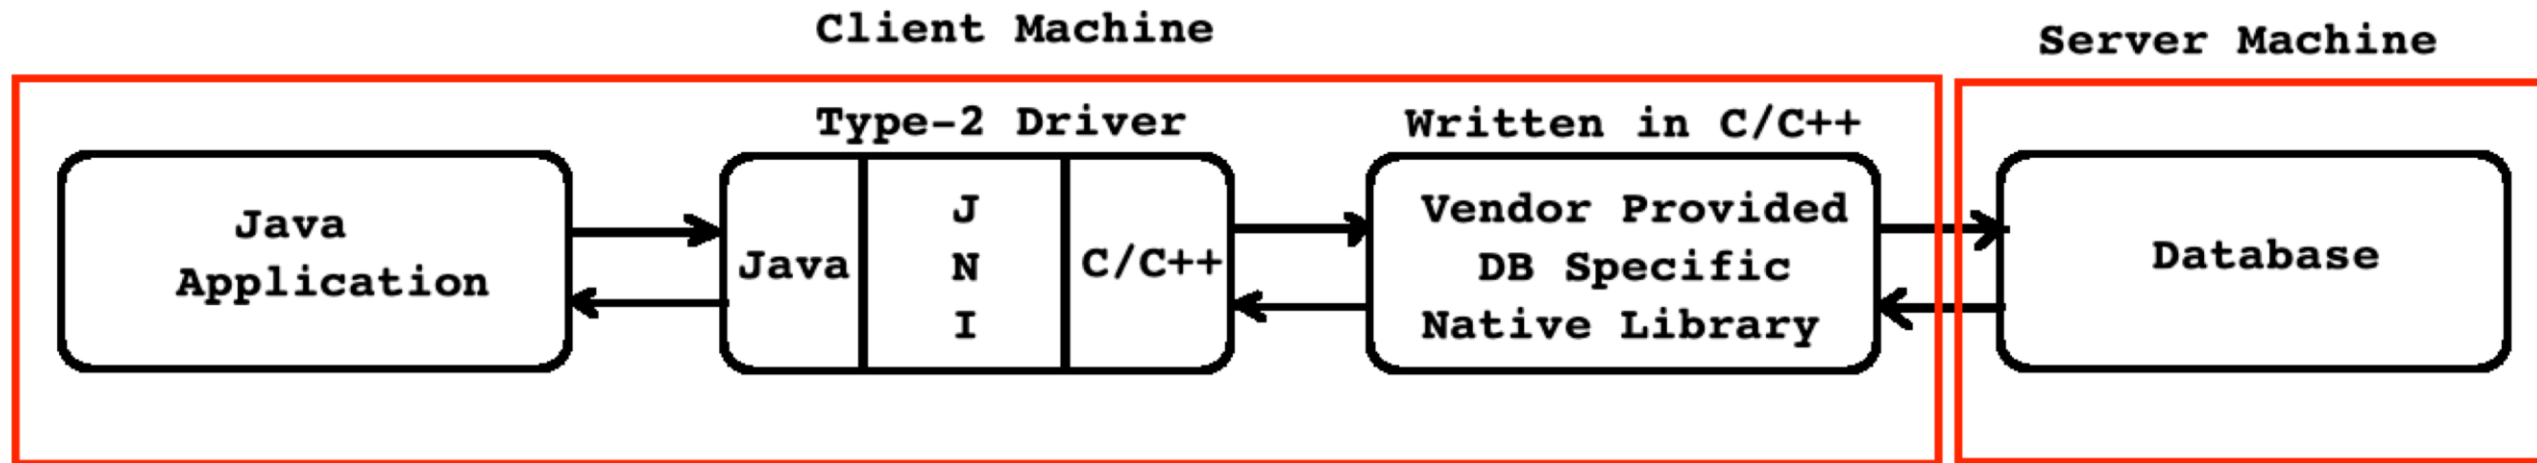 Client Machine
Server Machine
Type-2 Driver
Written in C/C++
Java
Application
Java
J
N
I
C/C++
Vendor Provided
DB Specific
Native Library
Database